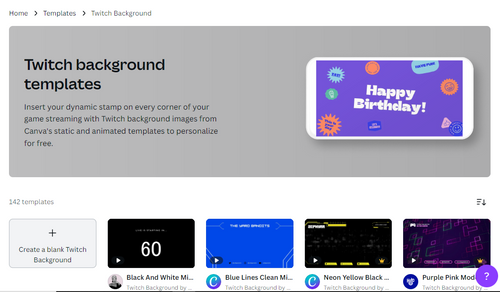 Home > Templates > Twitch Background
Twitch background
templates
Insert your dynamic stamp on every corner of your
game streaming with Twitch background images from
Canva's static and animated templates to personalize
for free.
Happy
Birthday!
142 templates
+
Create a blank Twitch
Background
60
THE WARD BANDITS
Black And White Mi...
Blue Lines Clean Mi...
Neon Yellow Black ...
Purple Pink Mod
Twitch Background by ...
Twitch Background by ...
Twitch Background by ...
Twitch Background by
?